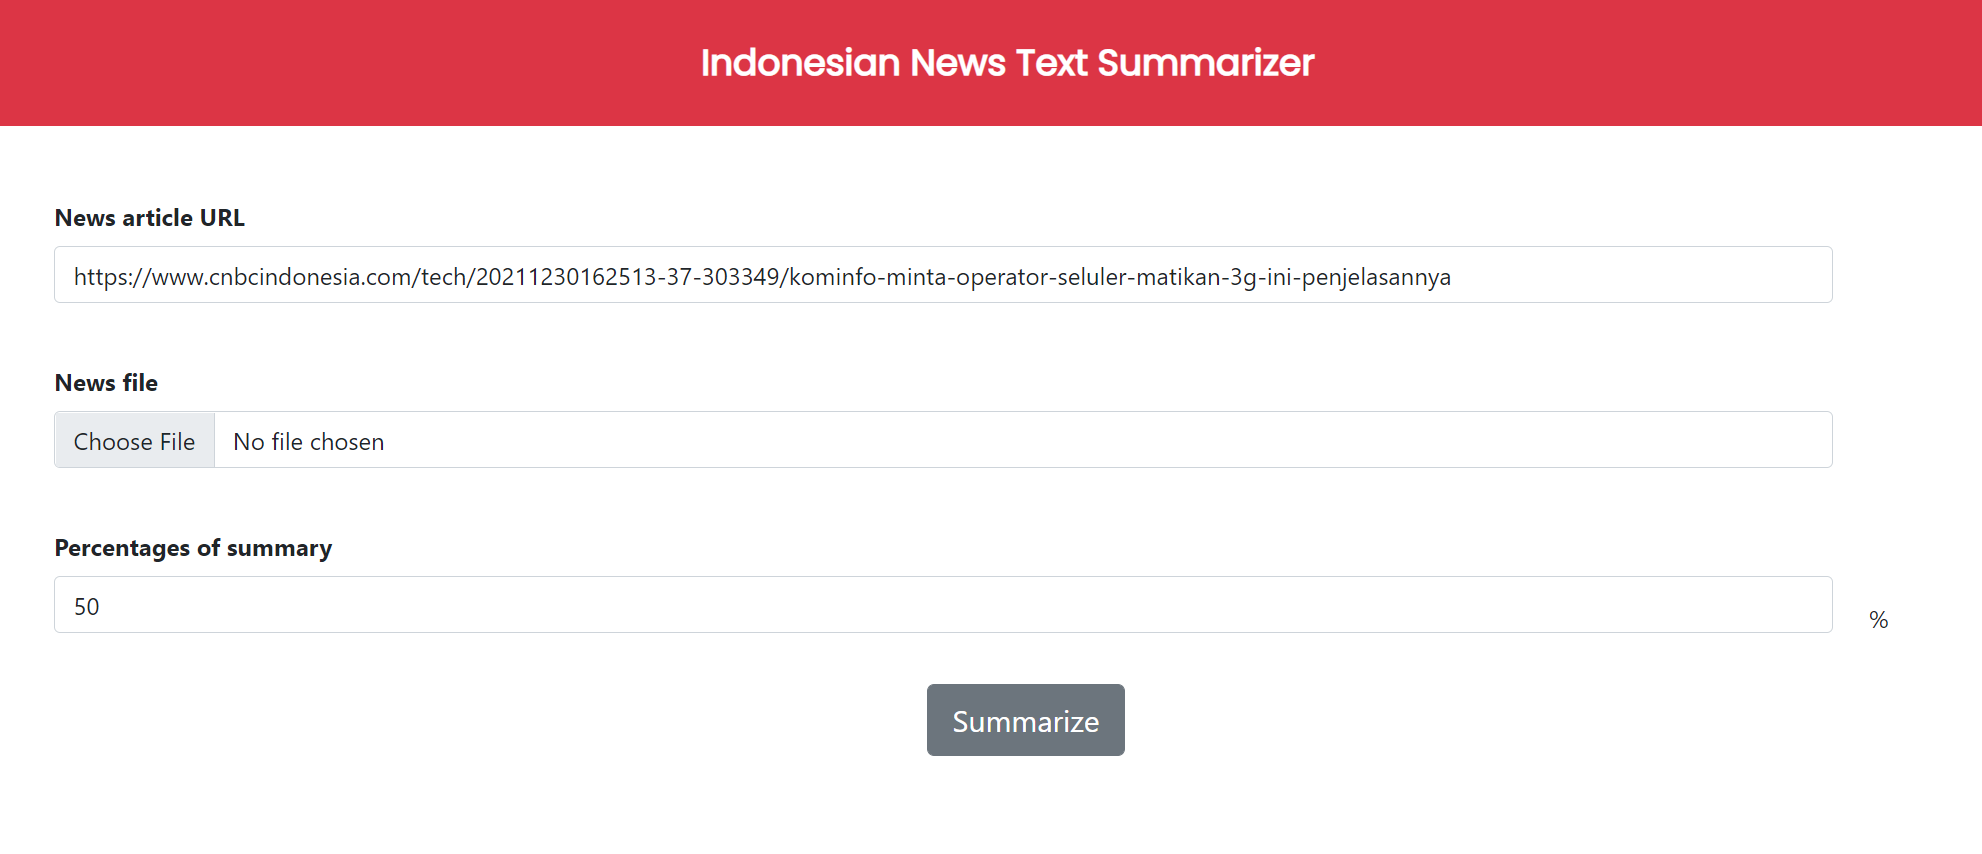 Indonesian News Text Summarizer
News article URL
https://www.cnbcindonesia.com/tech/20211230162513-37-303349/kominfo-minta-operator-seluler-matikan-3g-ini-penjelasannya
News file
Choose File No file chosen
Percentages of summary
50 %
Summarize